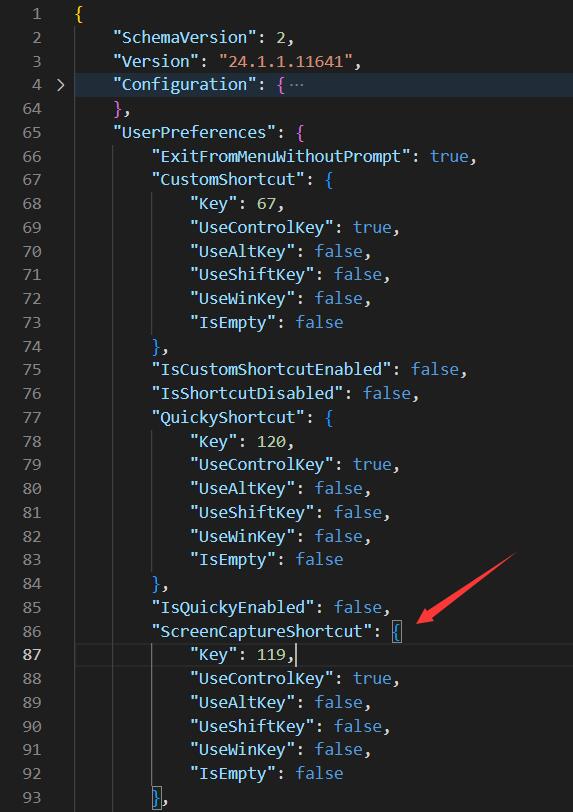 1 {
2 "SchemaVersion": 2,
3 "Version": "24.1.1.11641",
4 > "Configuration": { ···
64 },
65 "UserPreferences": {
66 "ExitFromMenuWithoutPrompt": true,
67 "CustomShortcut": {
68 "Key": 67,
69 "UseControlKey": true,
70 "UseAltKey": false,
71 "UseShiftKey": false,
72 "UseWinKey": false,
73 "IsEmpty": false
74 },
75 "IsCustomShortcutEnabled": false,
76 "IsShortcutDisabled": false,
77 "QuickyShortcut": {
78 "Key": 120,
79 "UseControlKey": true,
80 "UseAltKey": false,
81 "UseShiftKey": false,
82 "UseWinKey": false,
83 "IsEmpty": false
84 },
85 "IsQuickyEnabled": false,
86 "ScreenCaptureShortcut": {
87 "Key": 119,
88 "UseControlKey": true,
89 "UseAltKey": false,
90 "UseShiftKey": false,
91 "UseWinKey": false,
92 "IsEmpty": false
93 },